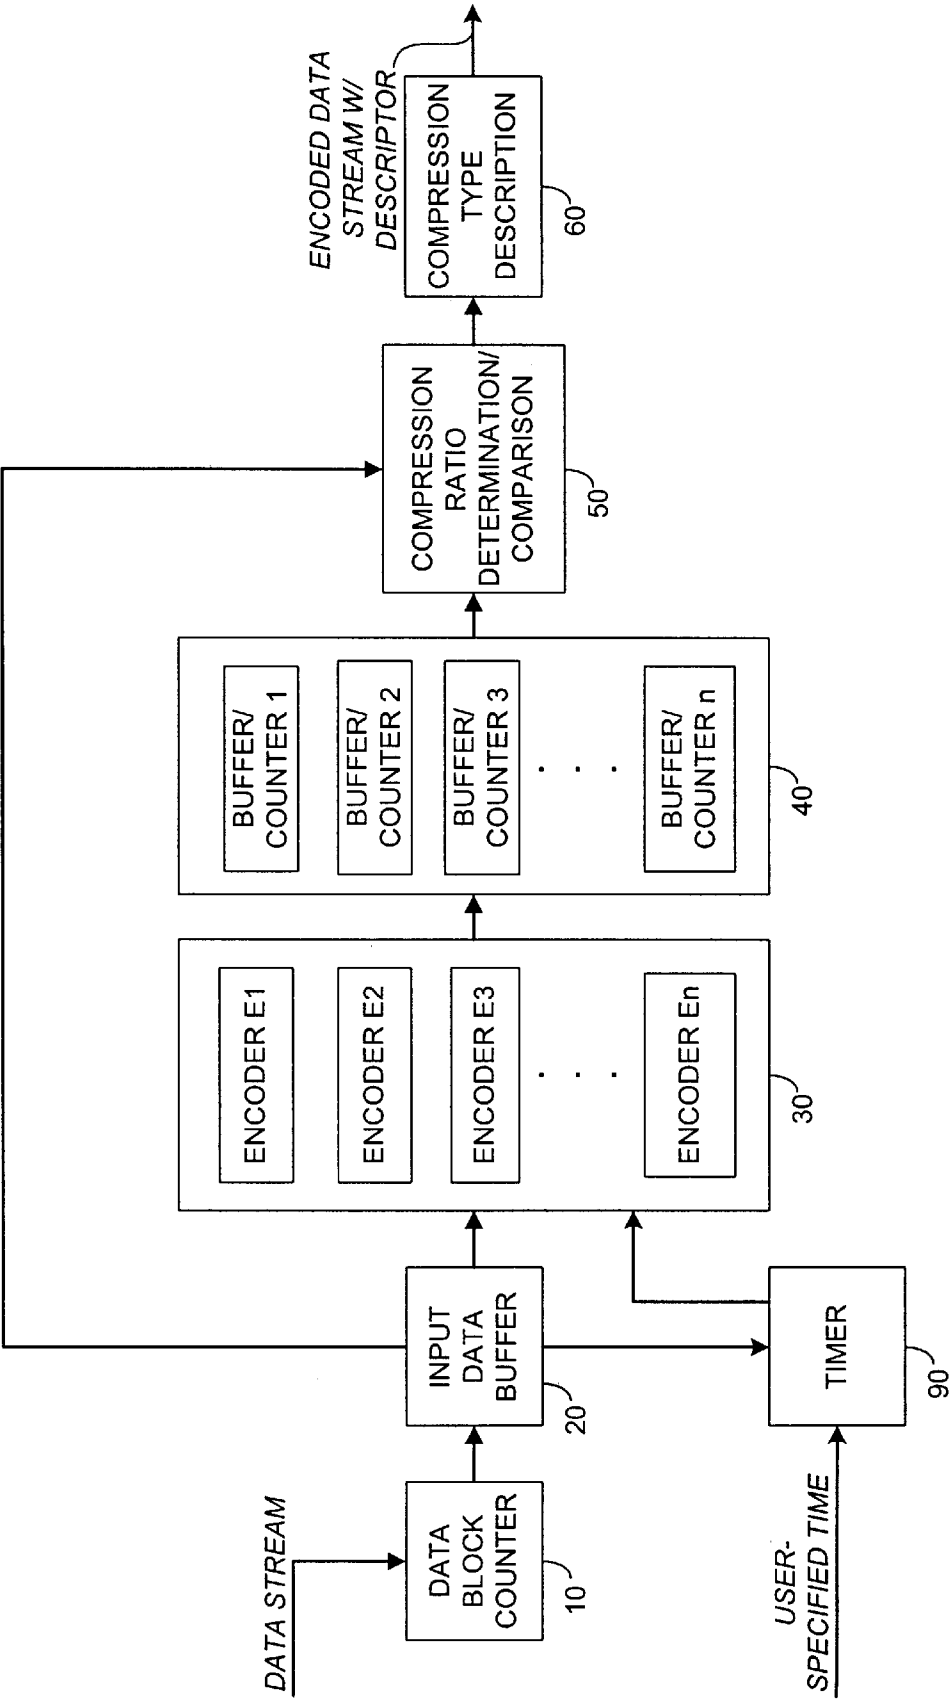 DATA STREAM
DATA
BLOCK
COUNTER
10
INPUT
DATA
BUFFER
20
USER-
SPECIFIED TIME
TIMER
90
ENCODER E1
ENCODER E2
ENCODER E3
. . .
ENCODER En
30
BUFFER/
COUNTER 1
BUFFER/
COUNTER 2
BUFFER/
COUNTER 3
. . .
BUFFER/
COUNTER n
40
COMPRESSION
RATIO
DETERMINATION/
COMPARISON
50
COMPRESSION
TYPE
DESCRIPTION
60
ENCODED DATA
STREAM W/
DESCRIPTOR